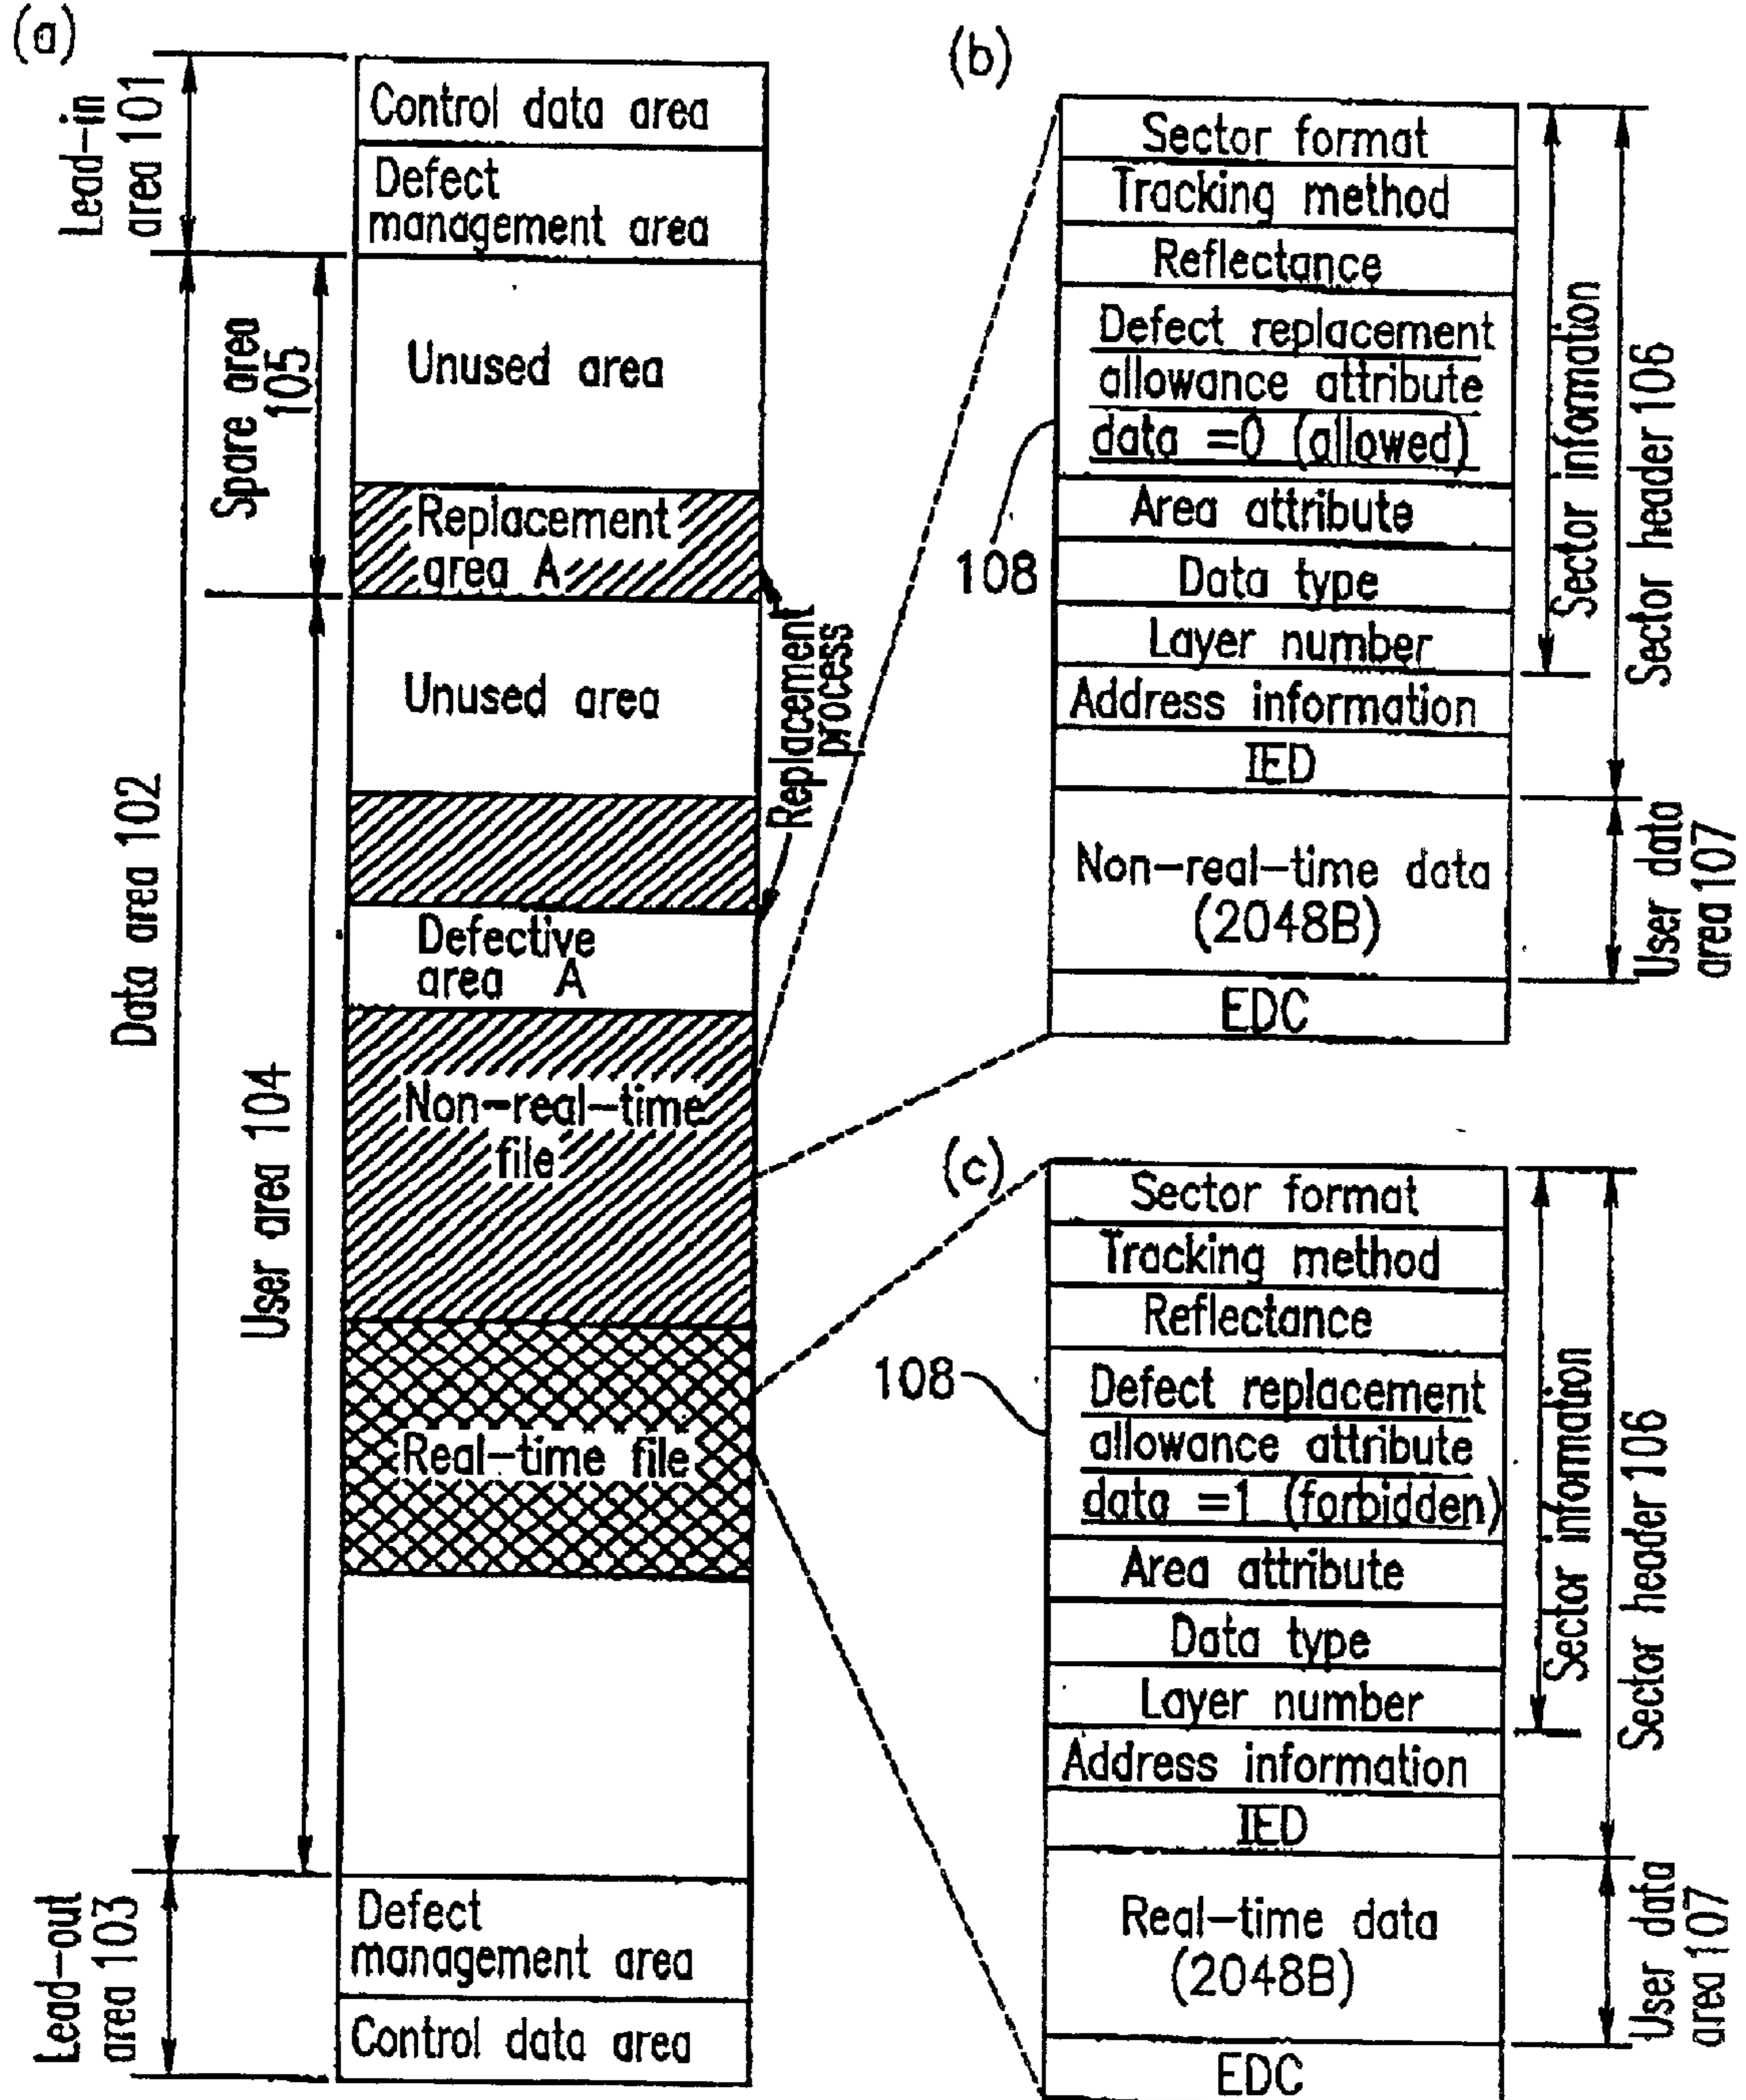 (a)
Lead-in
area 101
Control data area
Defect
management area
Data area 102
Spare area
105
Unused area
Replacement
area A
Replacement
process
User area 104
Unused area
Defective
area A
Non-real-time
file
Real-time file
Lead-out
area 103
Defect
management area
Control data area
(b)
Sector format
Tracking method
Reflectance
Defect replacement
allowance attribute
data =0 (allowed)
108
Area attribute
Data type
Layer number
Address information
IED
Non-real-time data
(2048B)
EDC
Sector information
Sector header 106
User data
area 107
(c)
Sector format
Tracking method
Reflectance
108
Defect replacement
allowance attribute
data =1 (forbidden)
Area attribute
Data type
Layer number
Address information
IED
Real-time data
(2048B)
EDC
Sector information
Sector header 106
User data
area 107